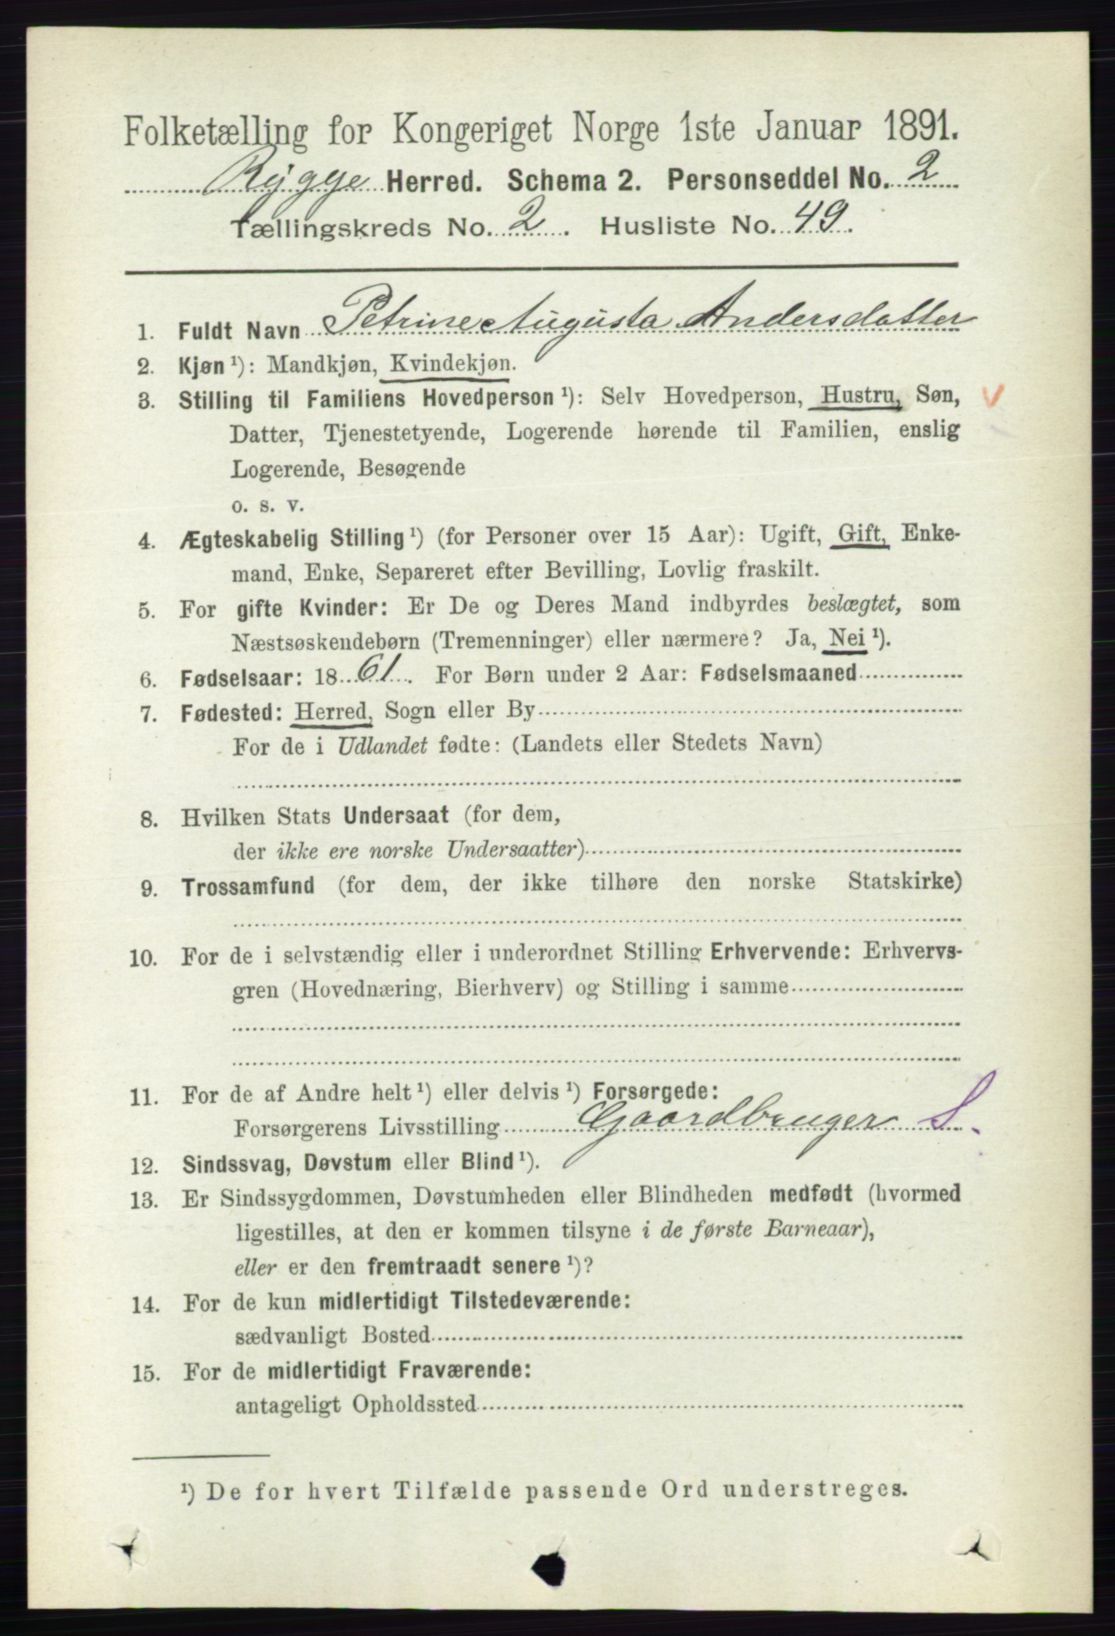 Folketælling for Kongeriget Norge 1ste Januar 1891.
Rygge Herred. Schema 2. Personseddel No. 2
Tællingskreds No. 2. Husliste No. 49.
1. Fuldt Navn Petrine Augusta Andersdatter
2. Kjøn ¹): Mandkjøn, Kvindekjøn.
3. Stilling til Familiens Hovedperson ¹): Selv Hovedperson, Hustru, Søn,
Datter, Tjenestetyende, Logerende hørende til Familien, enslig
Logerende, Besøgende
o. s. v.
4. Ægteskabelig Stilling ¹) (for Personer over 15 Aar): Ugift, Gift, Enke-
mand, Enke, Separeret efter Bevilling, Lovlig fraskilt.
5. For gifte Kvinder: Er De og Deres Mand indbyrdes beslægtet, som
Næstsøskendebørn (Tremenninger) eller nærmere? Ja, Nei ¹).
6. Fødselsaar: 1861. For Børn under 2 Aar: Fødselsmaaned
7. Fødested: Herred, Sogn eller By
For de i Udlandet fødte: (Landets eller Stedets Navn)
8. Hvilken Stats Undersaat (for dem,
der ikke ere norske Undersaatter)
9. Trossamfund (for dem, der ikke tilhøre den norske Statskirke)
10. For de i selvstændig eller i underordnet Stilling Erhvervende: Erhvervs-
gren (Hovednæring, Bierhverv) og Stilling i samme
11. For de af Andre helt ¹) eller delvis ¹) Forsørgede:
Forsørgerens Livsstilling Gaardbruger S.
12. Sindssvag, Døvstum eller Blind ¹).
13. Er Sindssygdommen, Døvstumheden eller Blindheden medfødt (hvormed
ligestilles, at den er kommen tilsyne i de første Barneaar),
eller er den fremtraadt senere ¹)?
14. For de kun midlertidigt Tilstedeværende:
sædvanligt Bosted
15. For de midlertidigt Fraværende:
antageligt Opholdssted
¹) De for hvert Tilfælde passende Ord understreges.